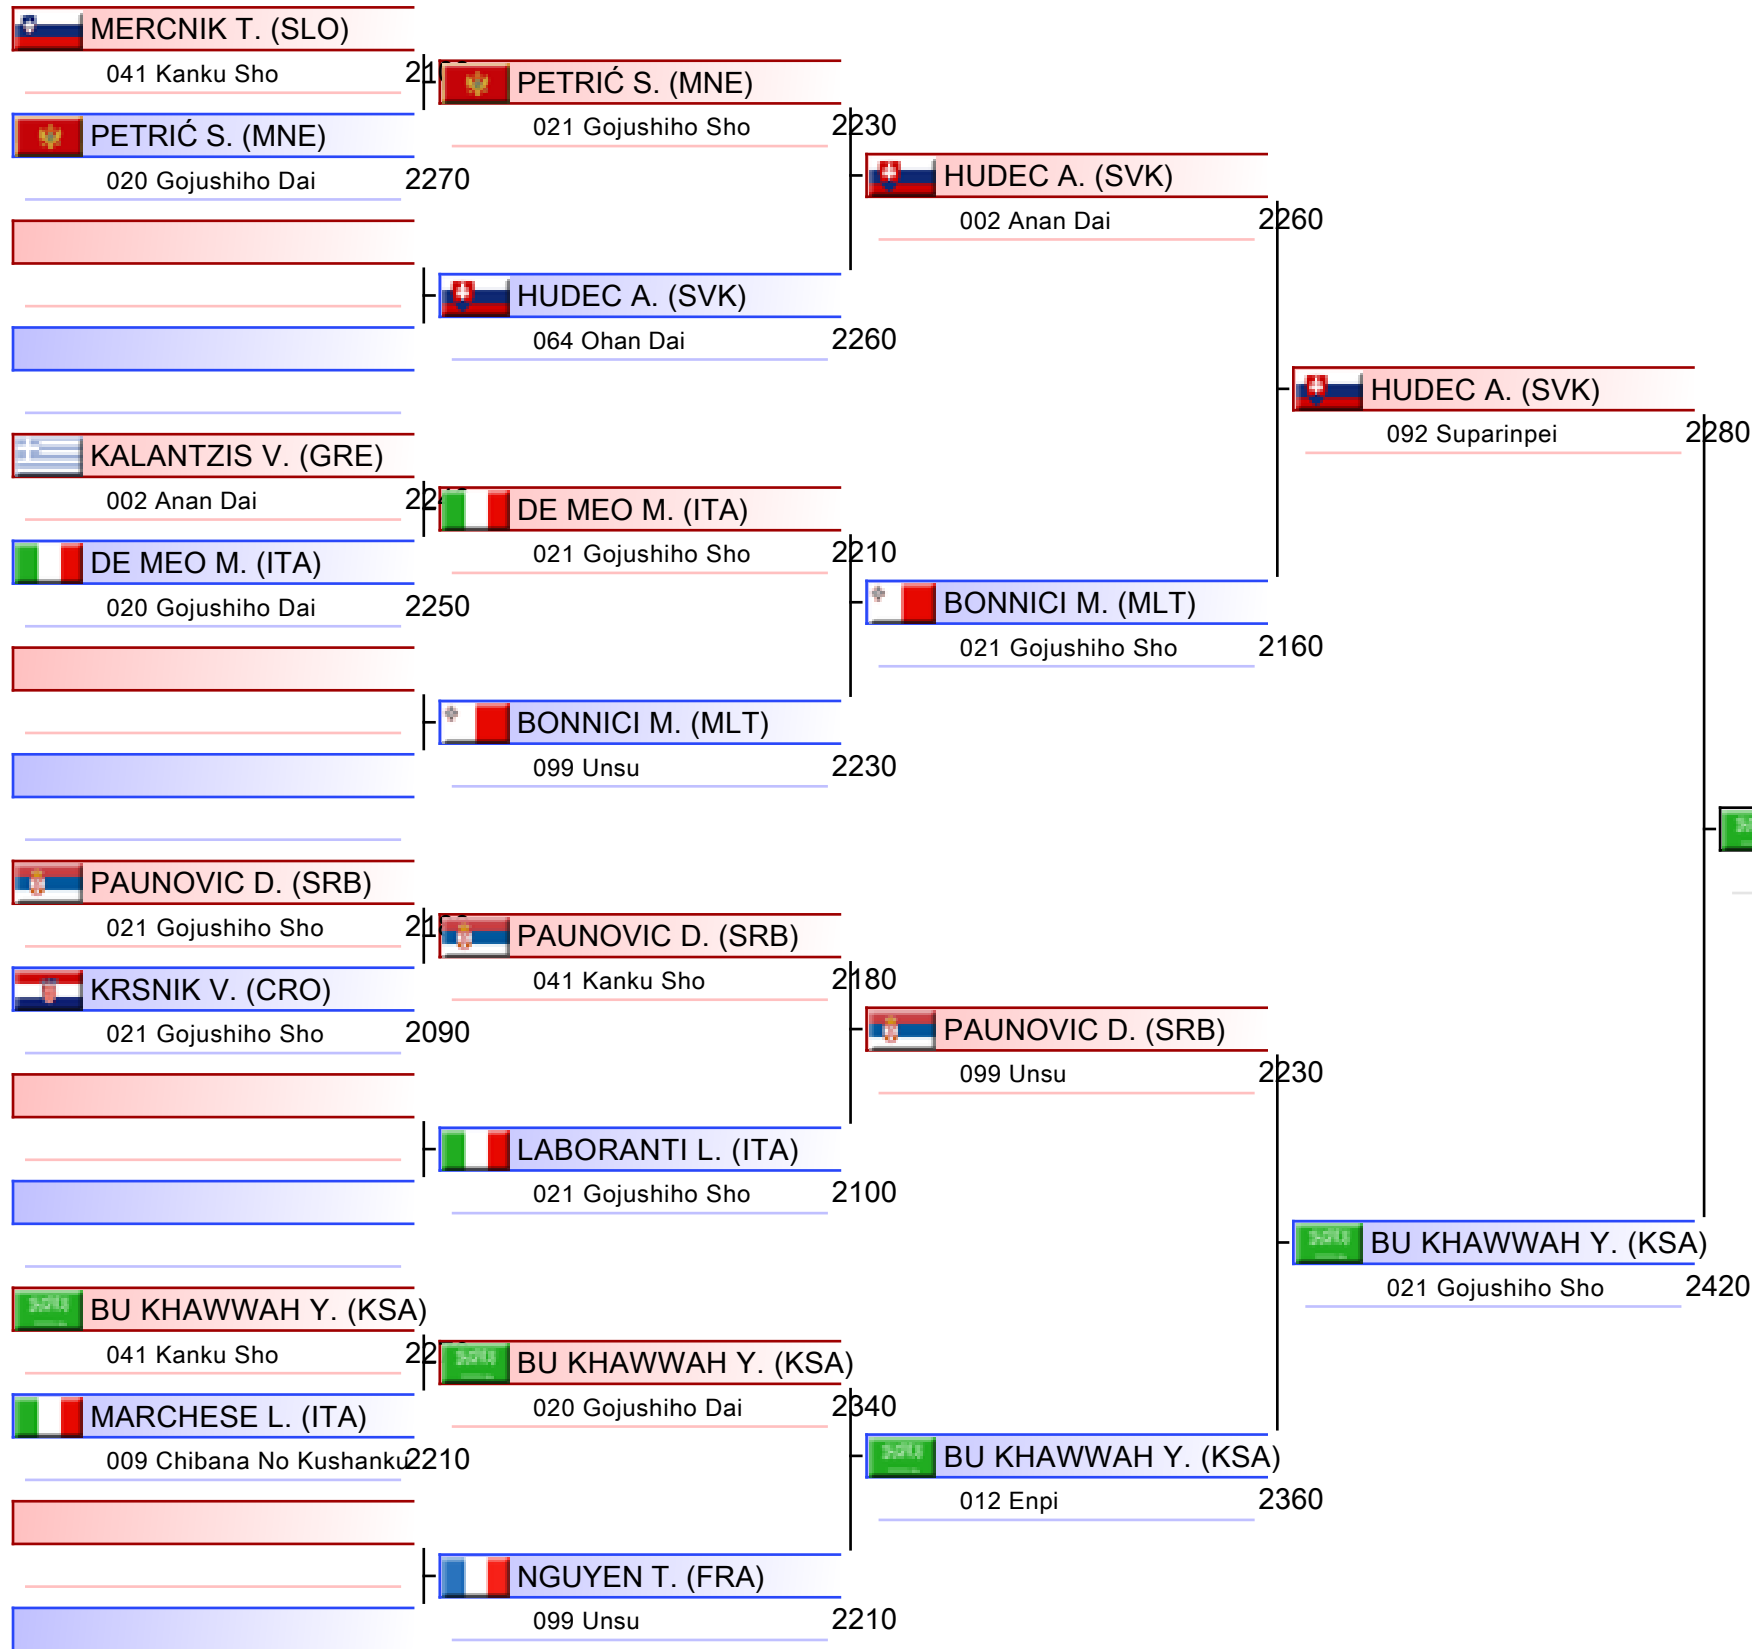 MERCNIK T. (SLO)
041 Kanku Sho
PETRIĆ S. (MNE)
020 Gojushiho Dai 2270
KALANTZIS V. (GRE)
002 Anan Dai
DE MEO M. (ITA)
020 Gojushiho Dai 2250
PAUNOVIC D. (SRB)
021 Gojushiho Sho
KRSNIK V. (CRO)
021 Gojushiho Sho 2090
BU KHAWWAH Y. (KSA)
041 Kanku Sho
MARCHESE L. (ITA)
009 Chibana No Kushanku 2210
PETRIĆ S. (MNE)
021 Gojushiho Sho 2230
HUDEC A. (SVK)
064 Ohan Dai 2260
DE MEO M. (ITA)
021 Gojushiho Sho 2210
BONNICI M. (MLT)
099 Unsu 2230
PAUNOVIC D. (SRB)
041 Kanku Sho 2180
LABORANTI L. (ITA)
021 Gojushiho Sho 2100
BU KHAWWAH Y. (KSA)
020 Gojushiho Dai 2340
NGUYEN T. (FRA)
099 Unsu 2210
HUDEC A. (SVK)
002 Anan Dai 2260
BONNICI M. (MLT)
021 Gojushiho Sho 2160
PAUNOVIC D. (SRB)
099 Unsu 2230
BU KHAWWAH Y. (KSA)
012 Enpi 2360
HUDEC A. (SVK)
092 Suparinpei 2280
BU KHAWWAH Y. (KSA)
021 Gojushiho Sho 2420